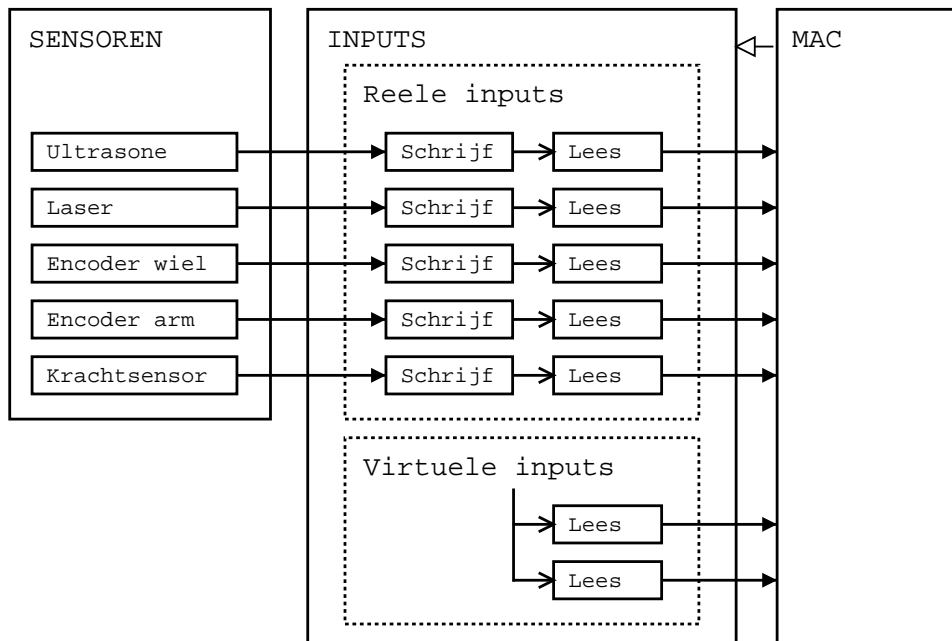 SENSOREN
INPUTS
MAC
Reele inputs
Ultrasone
Schrijf
Lees
Laser
Schrijf
Lees
Encoder wiel
Schrijf
Lees
Encoder arm
Schrijf
Lees
Krachtsensor
Schrijf
Lees
Virtuele inputs
Lees
Lees